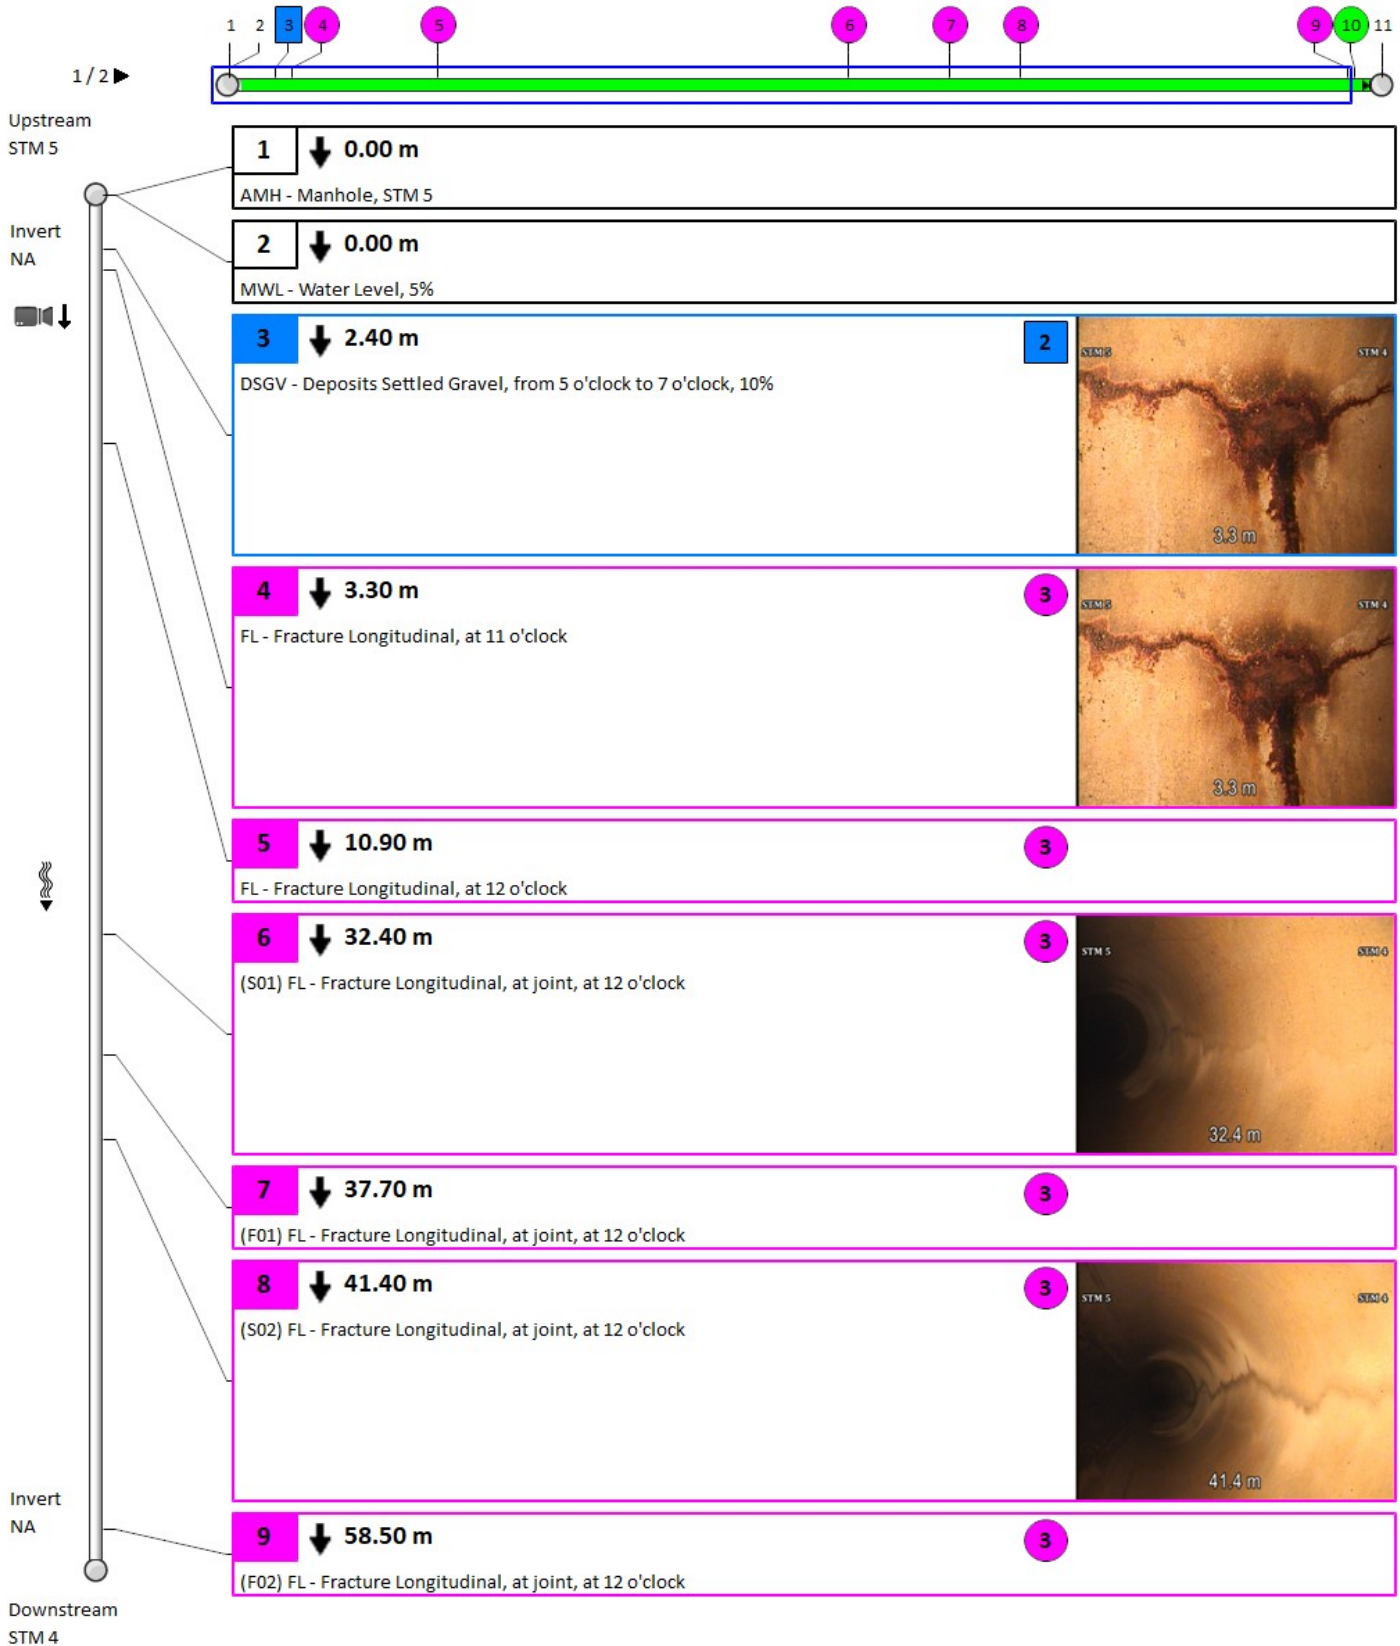 1 2 3 4 5 6 7 8 9 10 11
1 / 2
Upstream
STM 5
1 0.00 m
AMH - Manhole, STM 5
Invert
NA
2 0.00 m
MWL - Water Level, 5%
3 2.40 m 2
DSGV - Deposits Settled Gravel, from 5 o'clock to 7 o'clock, 10%
STM 5 STM 4
3.3 m
4 3.30 m 3
FL - Fracture Longitudinal, at 11 o'clock
STM 5 STM 4
3.3 m
5 10.90 m 3
FL - Fracture Longitudinal, at 12 o'clock
6 32.40 m 3
(S01) FL - Fracture Longitudinal, at joint, at 12 o'clock
STM 5 STM 4
32.4 m
7 37.70 m 3
(F01) FL - Fracture Longitudinal, at joint, at 12 o'clock
8 41.40 m 3
(S02) FL - Fracture Longitudinal, at joint, at 12 o'clock
STM 5 STM 4
41.4 m
Invert
NA
9 58.50 m 3
(F02) FL - Fracture Longitudinal, at joint, at 12 o'clock
Downstream
STM 4